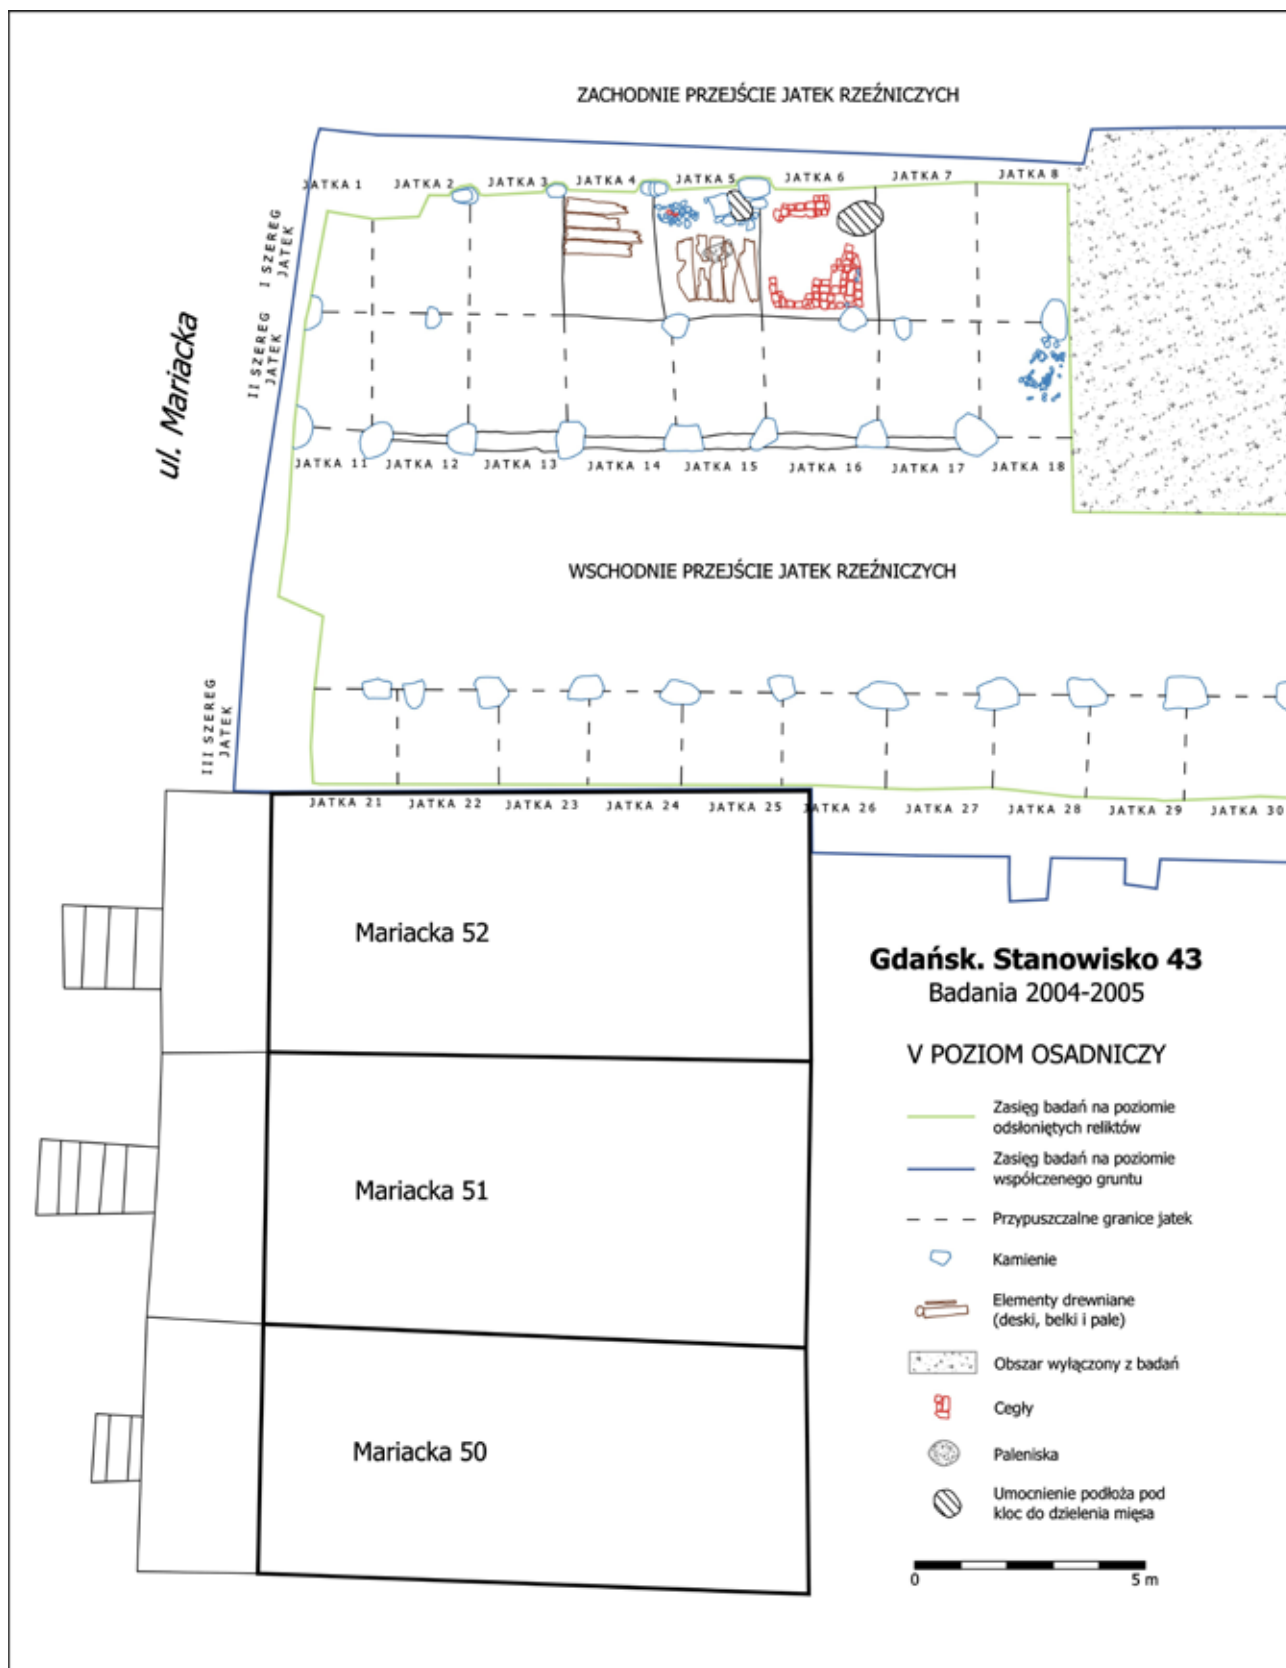 ZACHODNIE PRZEJŚCIE JATEK RZEŹNICZYCH
JATKA 1
JATKA 2
JATKA 3
JATKA 4
JATKA 5
JATKA 6
JATKA 7
JATKA 8
I SZEREG
JATEK
II SZEREG
JATEK
ul. Mariacka
JATKA 11
JATKA 12
JATKA 13
JATKA 14
JATKA 15
JATKA 16
JATKA 17
JATKA 18
WSCHODNIE PRZEJŚCIE JATEK RZEŹNICZYCH
III SZEREG
JATEK
JATKA 21
JATKA 22
JATKA 23
JATKA 24
JATKA 25
JATKA 26
JATKA 27
JATKA 28
JATKA 29
JATKA 30
Mariacka 52
Mariacka 51
Mariacka 50
Gdańsk. Stanowisko 43
Badania 2004-2005
V POZIOM OSADNICZY
Zasięg badań na poziomie
odsłoniętych reliktów
Zasięg badań na poziomie
współczenego gruntu
Przypuszczalne granice jatek
Kamienie
Elementy drewniane
(deski, belki i pale)
Obszar wyłączony z badań
Cegły
Paleniska
Umocnienie podłoża pod
kloc do dzielenia mięsa
0 5 m